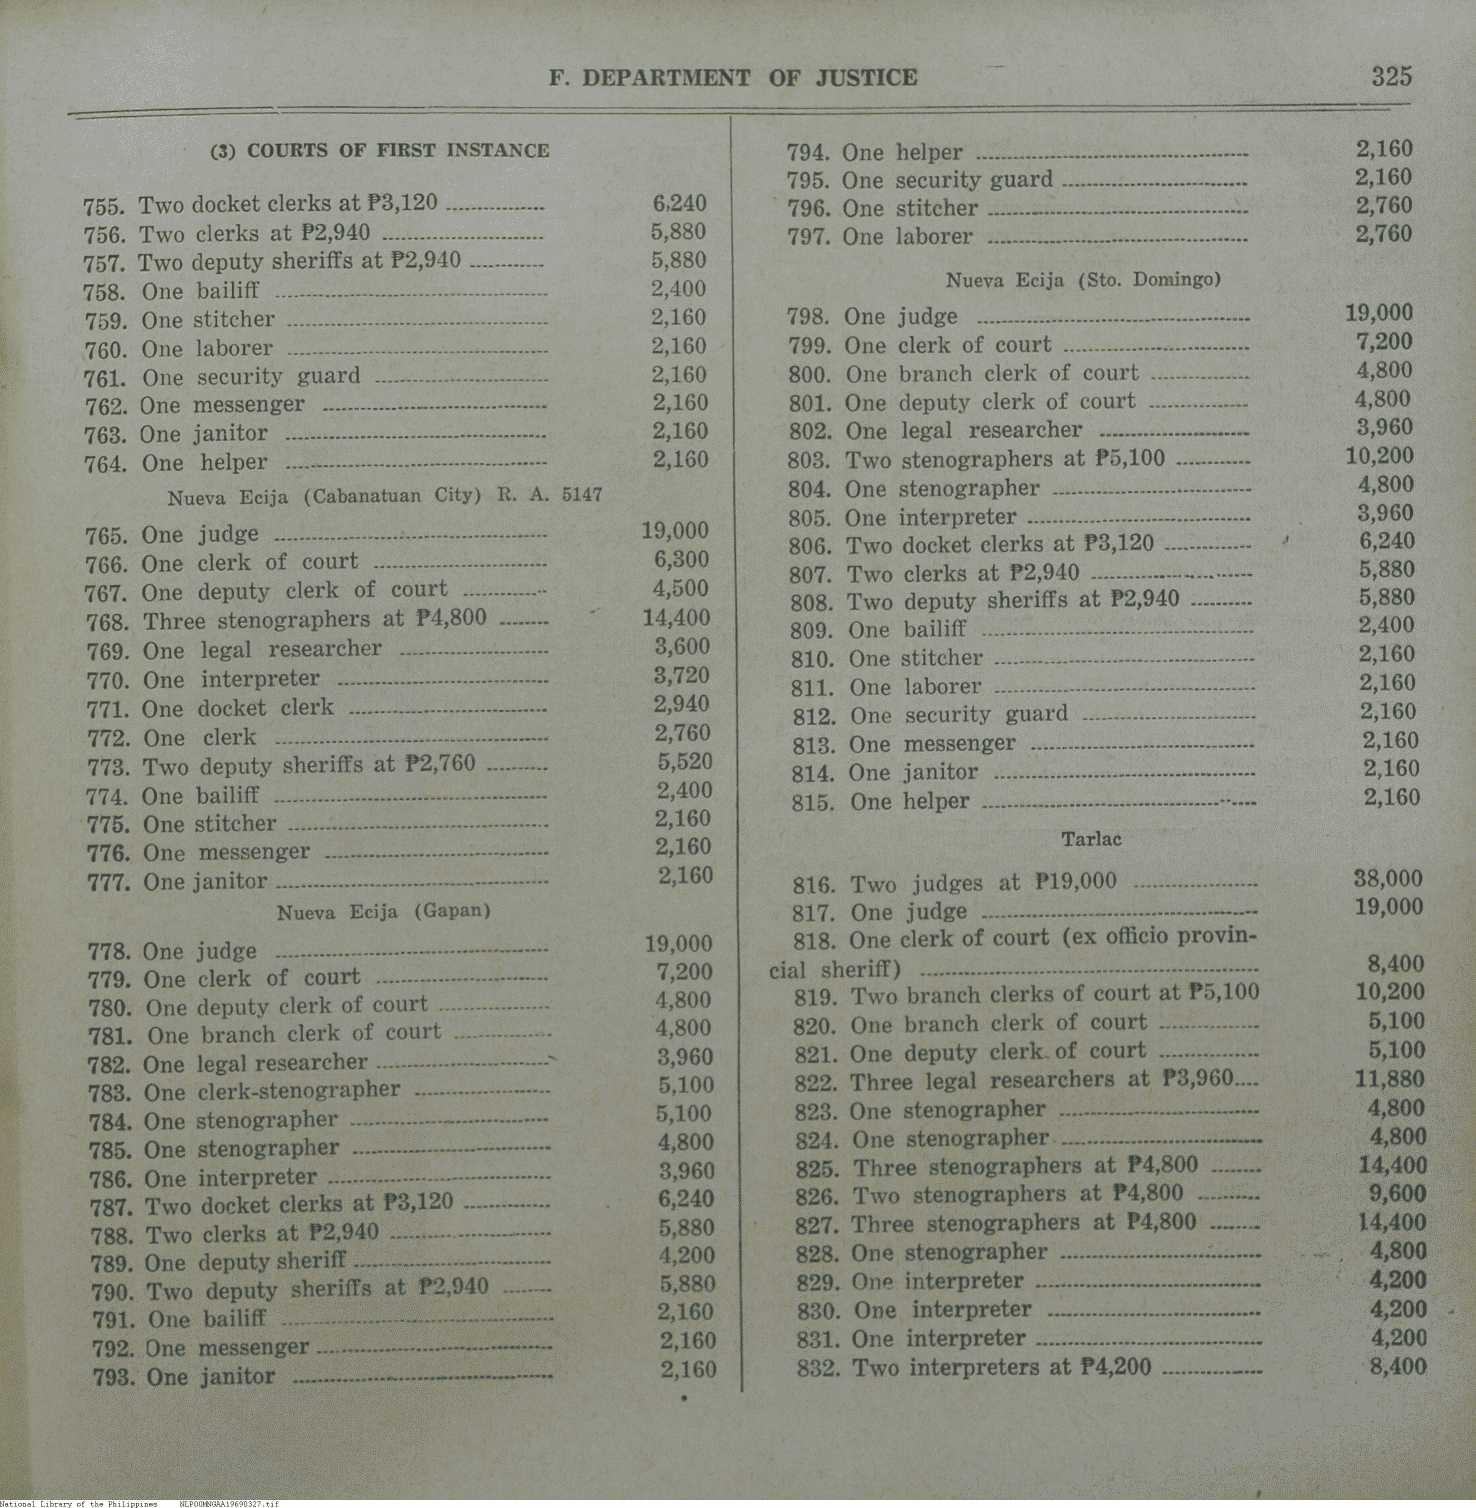 F. DEPARTMENT OF JUSTICE 325
(3) COURTS OF FIRST INSTANCE
755. Two docket clerks at ₱3,120 6,240
756. Two clerks at ₱2,940 5,880
757. Two deputy sheriffs at ₱2,940 5,880
758. One bailiff 2,400
759. One stitcher 2,160
760. One laborer 2,160
761. One security guard 2,160
762. One messenger 2,160
763. One janitor 2,160
764. One helper 2,160
Nueva Ecija (Cabanatuan City) R. A. 5147
765. One judge 19,000
766. One clerk of court 6,300
767. One deputy clerk of court 4,500
768. Three stenographers at ₱4,800 14,400
769. One legal researcher 3,600
770. One interpreter 3,720
771. One docket clerk 2,940
772. One clerk 2,760
773. Two deputy sheriffs at ₱2,760 5,520
774. One bailiff 2,400
775. One stitcher 2,160
776. One messenger 2,160
777. One janitor 2,160
Nueva Ecija (Gapan)
778. One judge 19,000
779. One clerk of court 7,200
780. One deputy clerk of court 4,800
781. One branch clerk of court 4,800
782. One legal researcher 3,960
783. One clerk-stenographer 5,100
784. One stenographer 5,100
785. One stenographer 4,800
786. One interpreter 3,960
787. Two docket clerks at ₱3,120 6,240
788. Two clerks at ₱2,940 5,880
789. One deputy sheriff 4,200
790. Two deputy sheriffs at ₱2,940 5,880
791. One bailiff 2,160
792. One messenger 2,160
793. One janitor 2,160
794. One helper 2,160
795. One security guard 2,160
796. One stitcher 2,760
797. One laborer 2,760
Nueva Ecija (Sto. Domingo)
798. One judge 19,000
799. One clerk of court 7,200
800. One branch clerk of court 4,800
801. One deputy clerk of court 4,800
802. One legal researcher 3,960
803. Two stenographers at ₱5,100 10,200
804. One stenographer 4,800
805. One interpreter 3,960
806. Two docket clerks at ₱3,120 6,240
807. Two clerks at ₱2,940 5,880
808. Two deputy sheriffs at ₱2,940 5,880
809. One bailiff 2,400
810. One stitcher 2,160
811. One laborer 2,160
812. One security guard 2,160
813. One messenger 2,160
814. One janitor 2,160
815. One helper 2,160
Tarlac
816. Two judges at ₱19,000 38,000
817. One judge 19,000
818. One clerk of court (ex officio provin-
cial sheriff) 8,400
819. Two branch clerks of court at ₱5,100 10,200
820. One branch clerk of court 5,100
821. One deputy clerk of court 5,100
822. Three legal researchers at ₱3,960.... 11,880
823. One stenographer 4,800
824. One stenographer 4,800
825. Three stenographers at ₱4,800 14,400
826. Two stenographers at ₱4,800 9,600
827. Three stenographers at ₱4,800 14,400
828. One stenographer 4,800
829. One interpreter 4,200
830. One interpreter 4,200
831. One interpreter 4,200
832. Two interpreters at ₱4,200 8,400
National Library of the Philippines NLPOOMNGAA19690327.tif